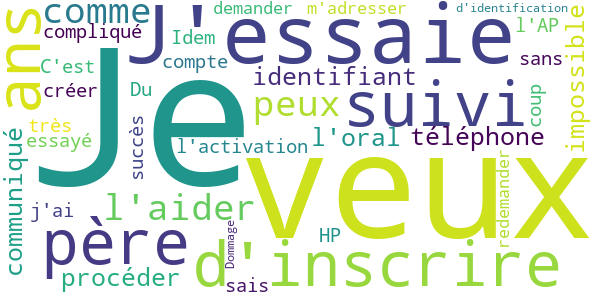 comme
J'essaie
demander
m'adresser
d'identification
ans
compliqué
Idem
l'AP
impossible
C'est
compte
sans
Je
identifiant
créer
Du
peux
suivi
coup
très
succès
téléphone
essayé
l'activation
l'oral
communiqué
veux
redemander
j'ai
l'aider
père
HP
Dommage
d'inscrire
procéder
sais